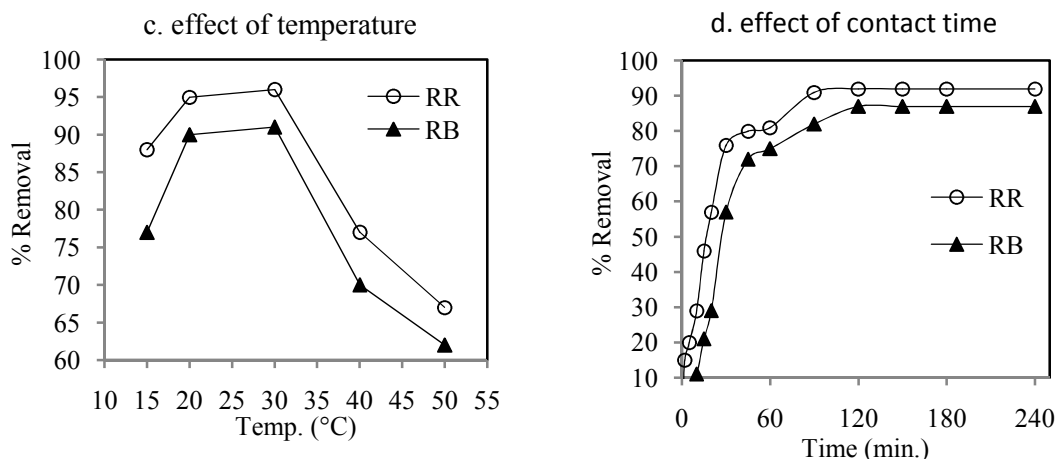 c. effect of temperature
100
95
90
85
80
75
70
65
60
% Removal
RR
RB
10 15 20 25 30 35 40 45 50 55
Temp. (°C)
d. effect of contact time
100
90
80
70
60
50
40
30
20
10
% Removal
RR
RB
0 60 120 180 240
Time (min.)